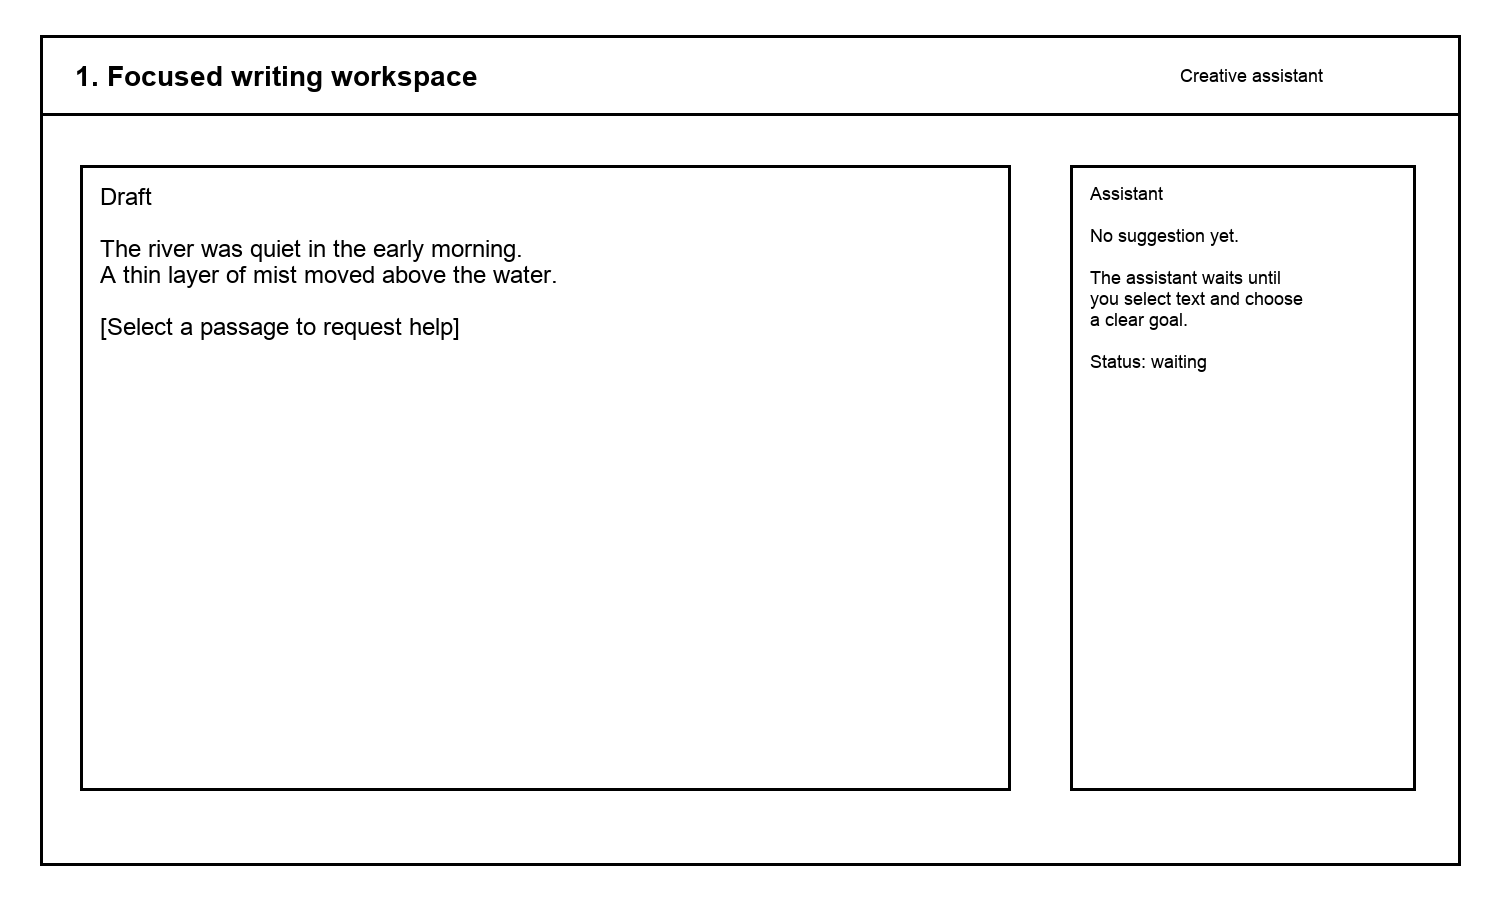 1. Focused writing workspace
Creative assistant
Draft
The river was quiet in the early morning.
A thin layer of mist moved above the water.
[Select a passage to request help]
Assistant
No suggestion yet.
The assistant waits until
you select text and choose
a clear goal.
Status: waiting